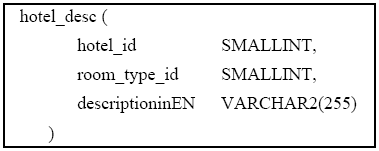 hotel_desc (
hotel_id SMALLINT,
room_type_id SMALLINT,
descriptioninEN VARCHAR2(255)
)